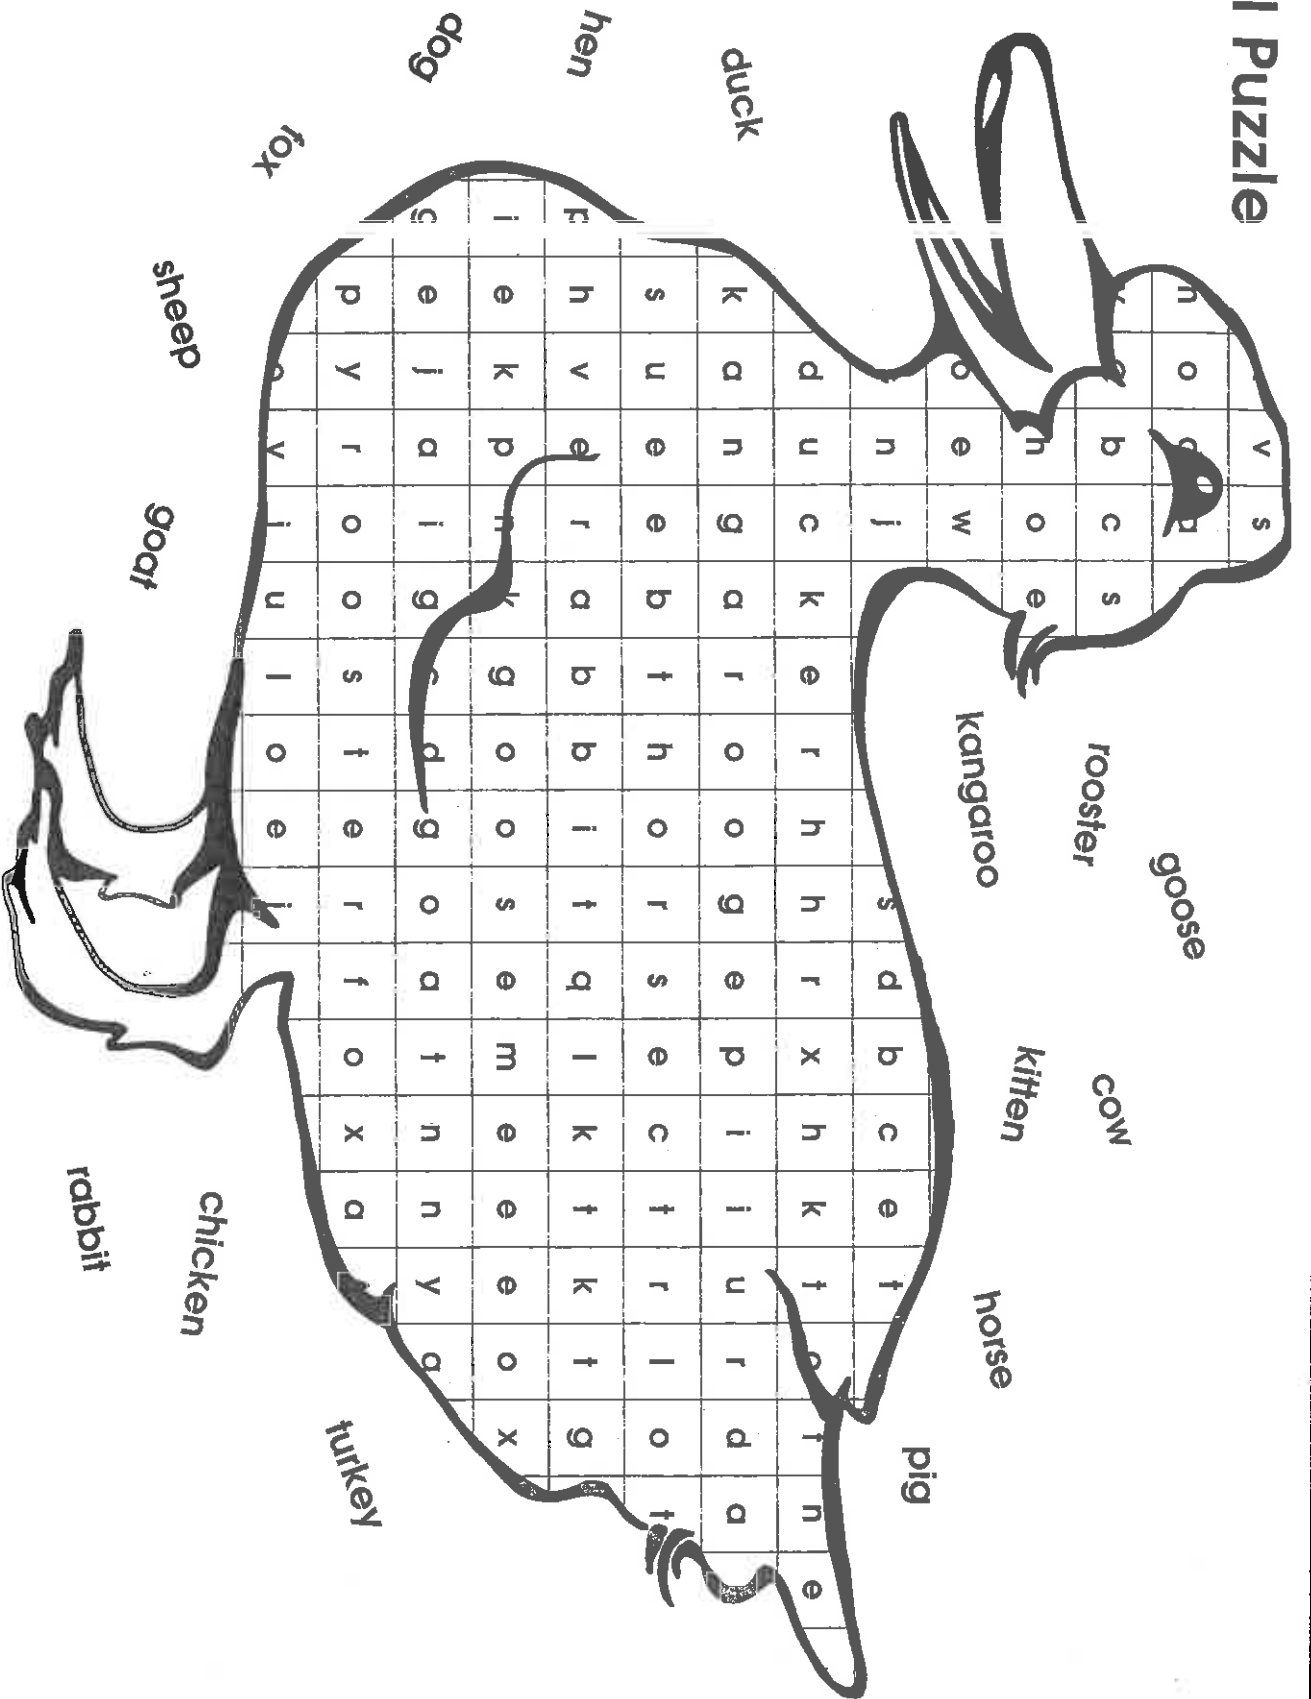 l Puzzle
goose
rooster
cow
kitten
kangaroo
horse
pig
duck
hen
dog
fox
sheep
goat
turkey
chicken
rabbit
v s
n o
b c s
h o e
o e w
n j s d b c e t
d u c k e r h h r x h k t o t n e
k a n g a r o o g e p i i u r d a
s u e e b t h o r s e c t r l o t
p h v e r a b b i t q l k t k t g
i e k p n k g o o s e m e e e o x
g e j a i g c d g o a t n n y a
p y r o o s t e r f o x a
o v i u l o e j